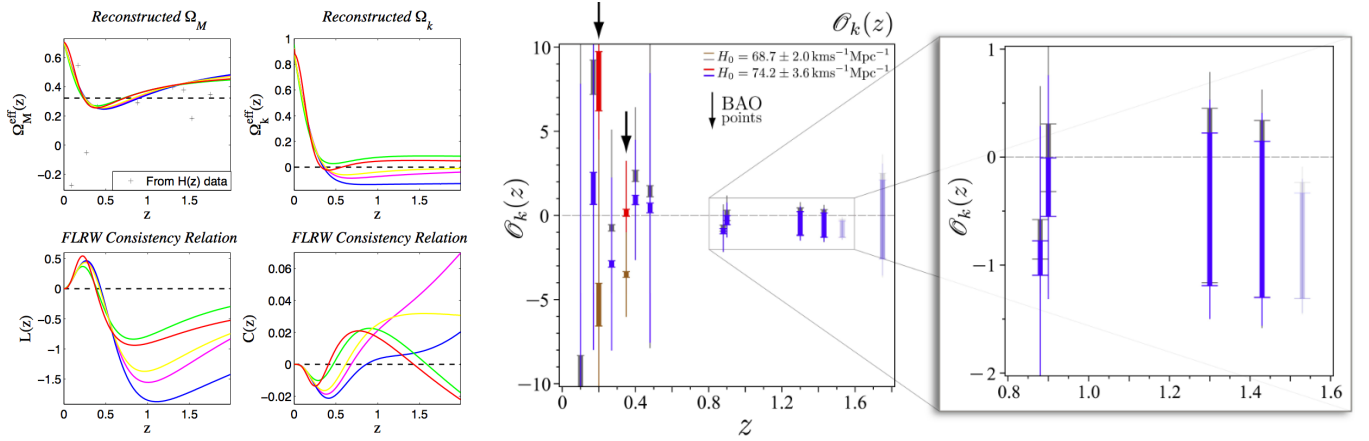 Reconstructed Ω_M
0.6
0.4
0.2
0
-0.2
Ω_M^eff(z)
+ From H(z) data
0 0.5 1 1.5 2
z
Reconstructed Ω_k
1
0.8
0.6
0.4
0.2
0
Ω_k^eff(z)
0 0.5 1 1.5 2
z
FLRW Consistency Relation
0.5
0
-0.5
-1
-1.5
L(z)
0 0.5 1 1.5 2
z
FLRW Consistency Relation
0.06
0.04
0.02
0
-0.02
C(z)
0 0.5 1 1.5 2
z
𝒪_k(z)
H_0 = 68.7 ± 2.0 kms^−1Mpc^−1
H_0 = 74.2 ± 3.6 kms^−1Mpc^−1
BAO
points
10
5
0
−5
−10
𝒪_k(z)
0 0.4 0.8 1.2 1.6
z
1
0
−1
−2
𝒪_k(z)
0.8 1.0 1.2 1.4 1.6